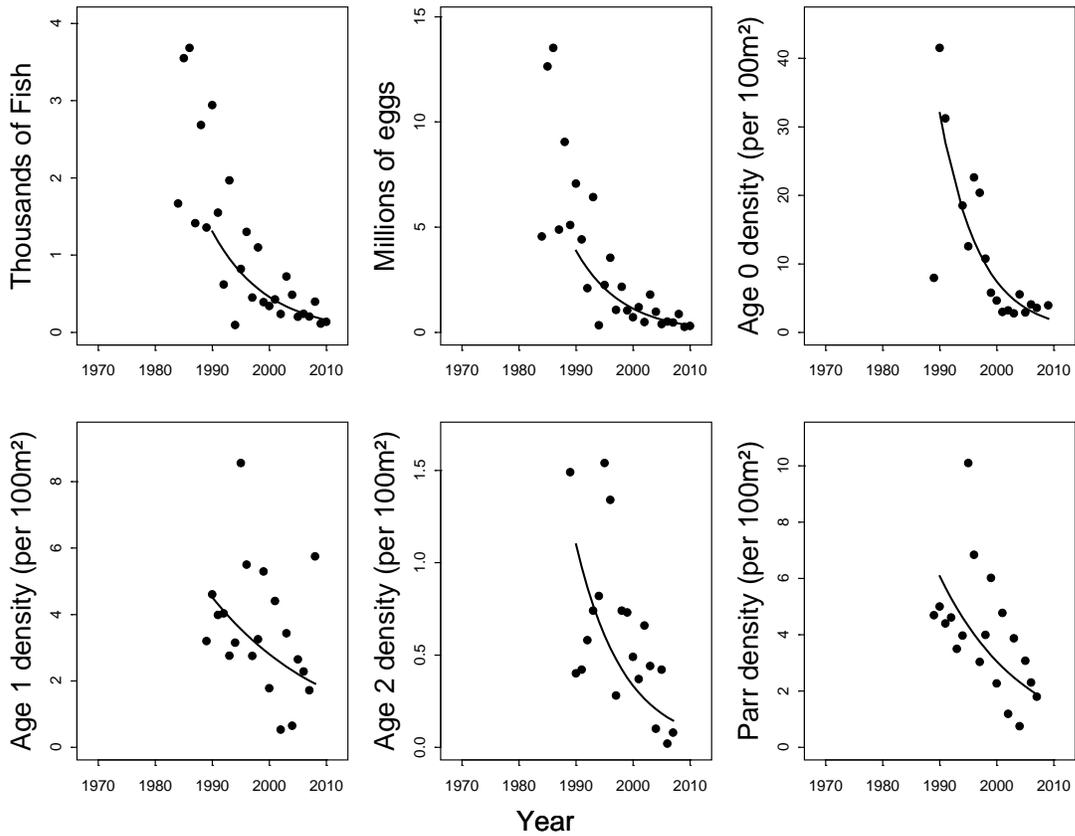 Thousands of Fish
4
3
2
1
0
1970 1980 1990 2000 2010
Millions of eggs
15
10
5
0
1970 1980 1990 2000 2010
Age 0 density (per 100m²)
40
30
20
10
0
1970 1980 1990 2000 2010
Age 1 density (per 100m²)
8
6
4
2
0
1970 1980 1990 2000 2010
Age 2 density (per 100m²)
1.5
1.0
0.5
0.0
1970 1980 1990 2000 2010
Parr density (per 100m²)
10
8
6
4
2
0
1970 1980 1990 2000 2010
Year